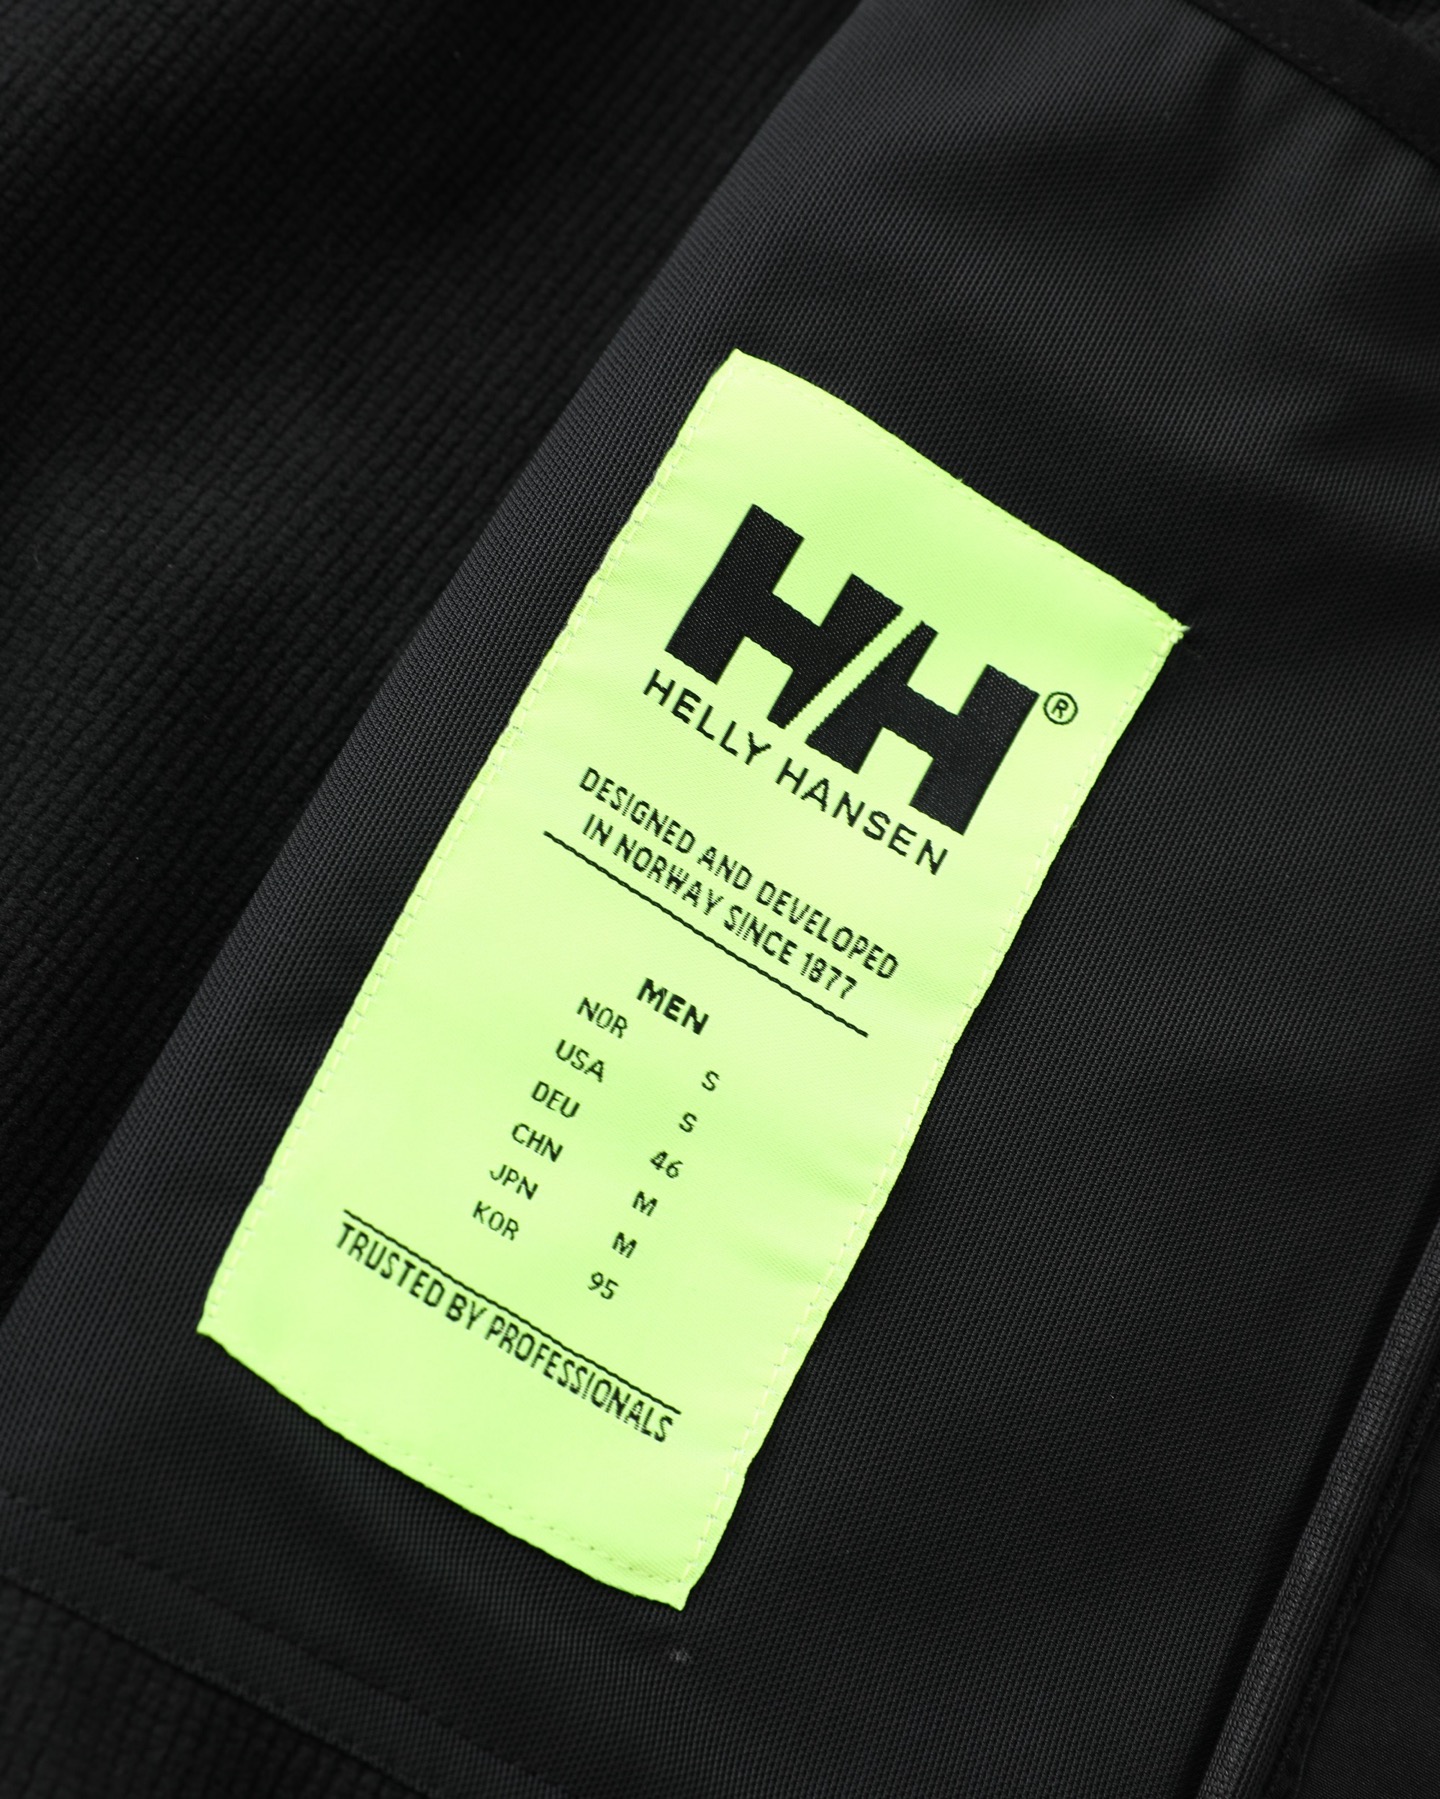 HH®
HELLY HANSEN
DESIGNED AND DEVELOPED
IN NORWAY SINCE 1877
MEN
NOR S
USA S
DEU 46
CHN M
JPN M
KOR 95
TRUSTED BY PROFESSIONALS